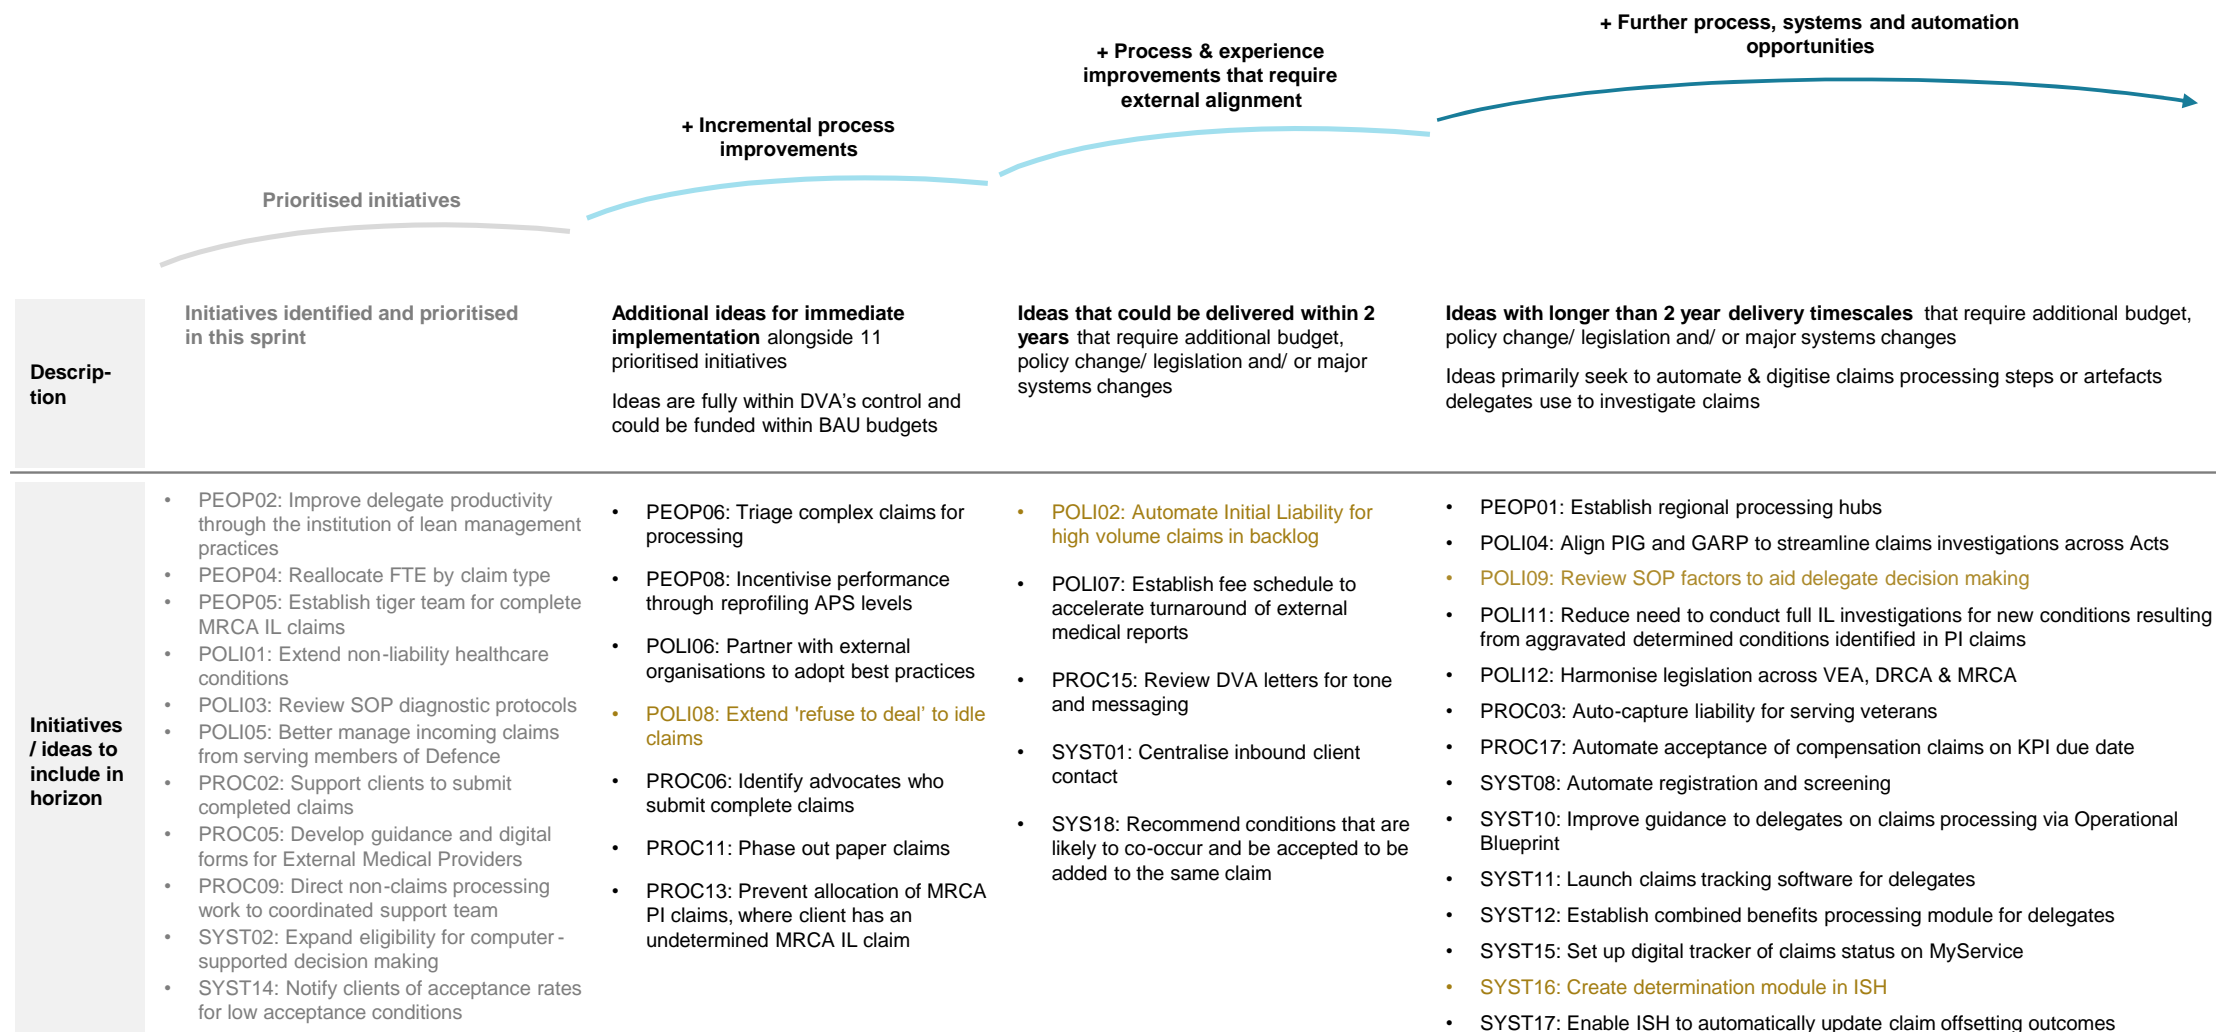 + Further process, systems and automation
opportunities
+ Process & experience
improvements that require
external alignment
+ Incremental process
improvements
Prioritised initiatives
Descrip-
tion
Initiatives identified and prioritised
in this sprint
Additional ideas for immediate
implementation alongside 11
prioritised initiatives
Ideas are fully within DVA’s control and
could be funded within BAU budgets
Ideas that could be delivered within 2
years that require additional budget,
policy change/ legislation and/ or major
systems changes
Ideas with longer than 2 year delivery timescales that require additional budget,
policy change/ legislation and/ or major systems changes
Ideas primarily seek to automate & digitise claims processing steps or artefacts
delegates use to investigate claims
Initiatives
/ ideas to
include in
horizon
• PEOP02: Improve delegate productivity
through the institution of lean management
practices
• PEOP04: Reallocate FTE by claim type
• PEOP05: Establish tiger team for complete
MRCA IL claims
• POLI01: Extend non-liability healthcare
conditions
• POLI03: Review SOP diagnostic protocols
• POLI05: Better manage incoming claims
from serving members of Defence
• PROC02: Support clients to submit
completed claims
• PROC05: Develop guidance and digital
forms for External Medical Providers
• PROC09: Direct non-claims processing
work to coordinated support team
• SYST02: Expand eligibility for computer-
supported decision making
• SYST14: Notify clients of acceptance rates
for low acceptance conditions
• PEOP06: Triage complex claims for
processing
• PEOP08: Incentivise performance
through reprofiling APS levels
• POLI06: Partner with external
organisations to adopt best practices
• POLI08: Extend 'refuse to deal’ to idle
claims
• PROC06: Identify advocates who
submit complete claims
• PROC11: Phase out paper claims
• PROC13: Prevent allocation of MRCA
PI claims, where client has an
undetermined MRCA IL claim
• POLI02: Automate Initial Liability for
high volume claims in backlog
• POLI07: Establish fee schedule to
accelerate turnaround of external
medical reports
• PROC15: Review DVA letters for tone
and messaging
• SYST01: Centralise inbound client
contact
• SYS18: Recommend conditions that are
likely to co-occur and be accepted to be
added to the same claim
• PEOP01: Establish regional processing hubs
• POLI04: Align PIG and GARP to streamline claims investigations across Acts
• POLI09: Review SOP factors to aid delegate decision making
• POLI11: Reduce need to conduct full IL investigations for new conditions resulting
from aggravated determined conditions identified in PI claims
• POLI12: Harmonise legislation across VEA, DRCA & MRCA
• PROC03: Auto-capture liability for serving veterans
• PROC17: Automate acceptance of compensation claims on KPI due date
• SYST08: Automate registration and screening
• SYST10: Improve guidance to delegates on claims processing via Operational
Blueprint
• SYST11: Launch claims tracking software for delegates
• SYST12: Establish combined benefits processing module for delegates
• SYST15: Set up digital tracker of claims status on MyService
• SYST16: Create determination module in ISH
• SYST17: Enable ISH to automatically update claim offsetting outcomes